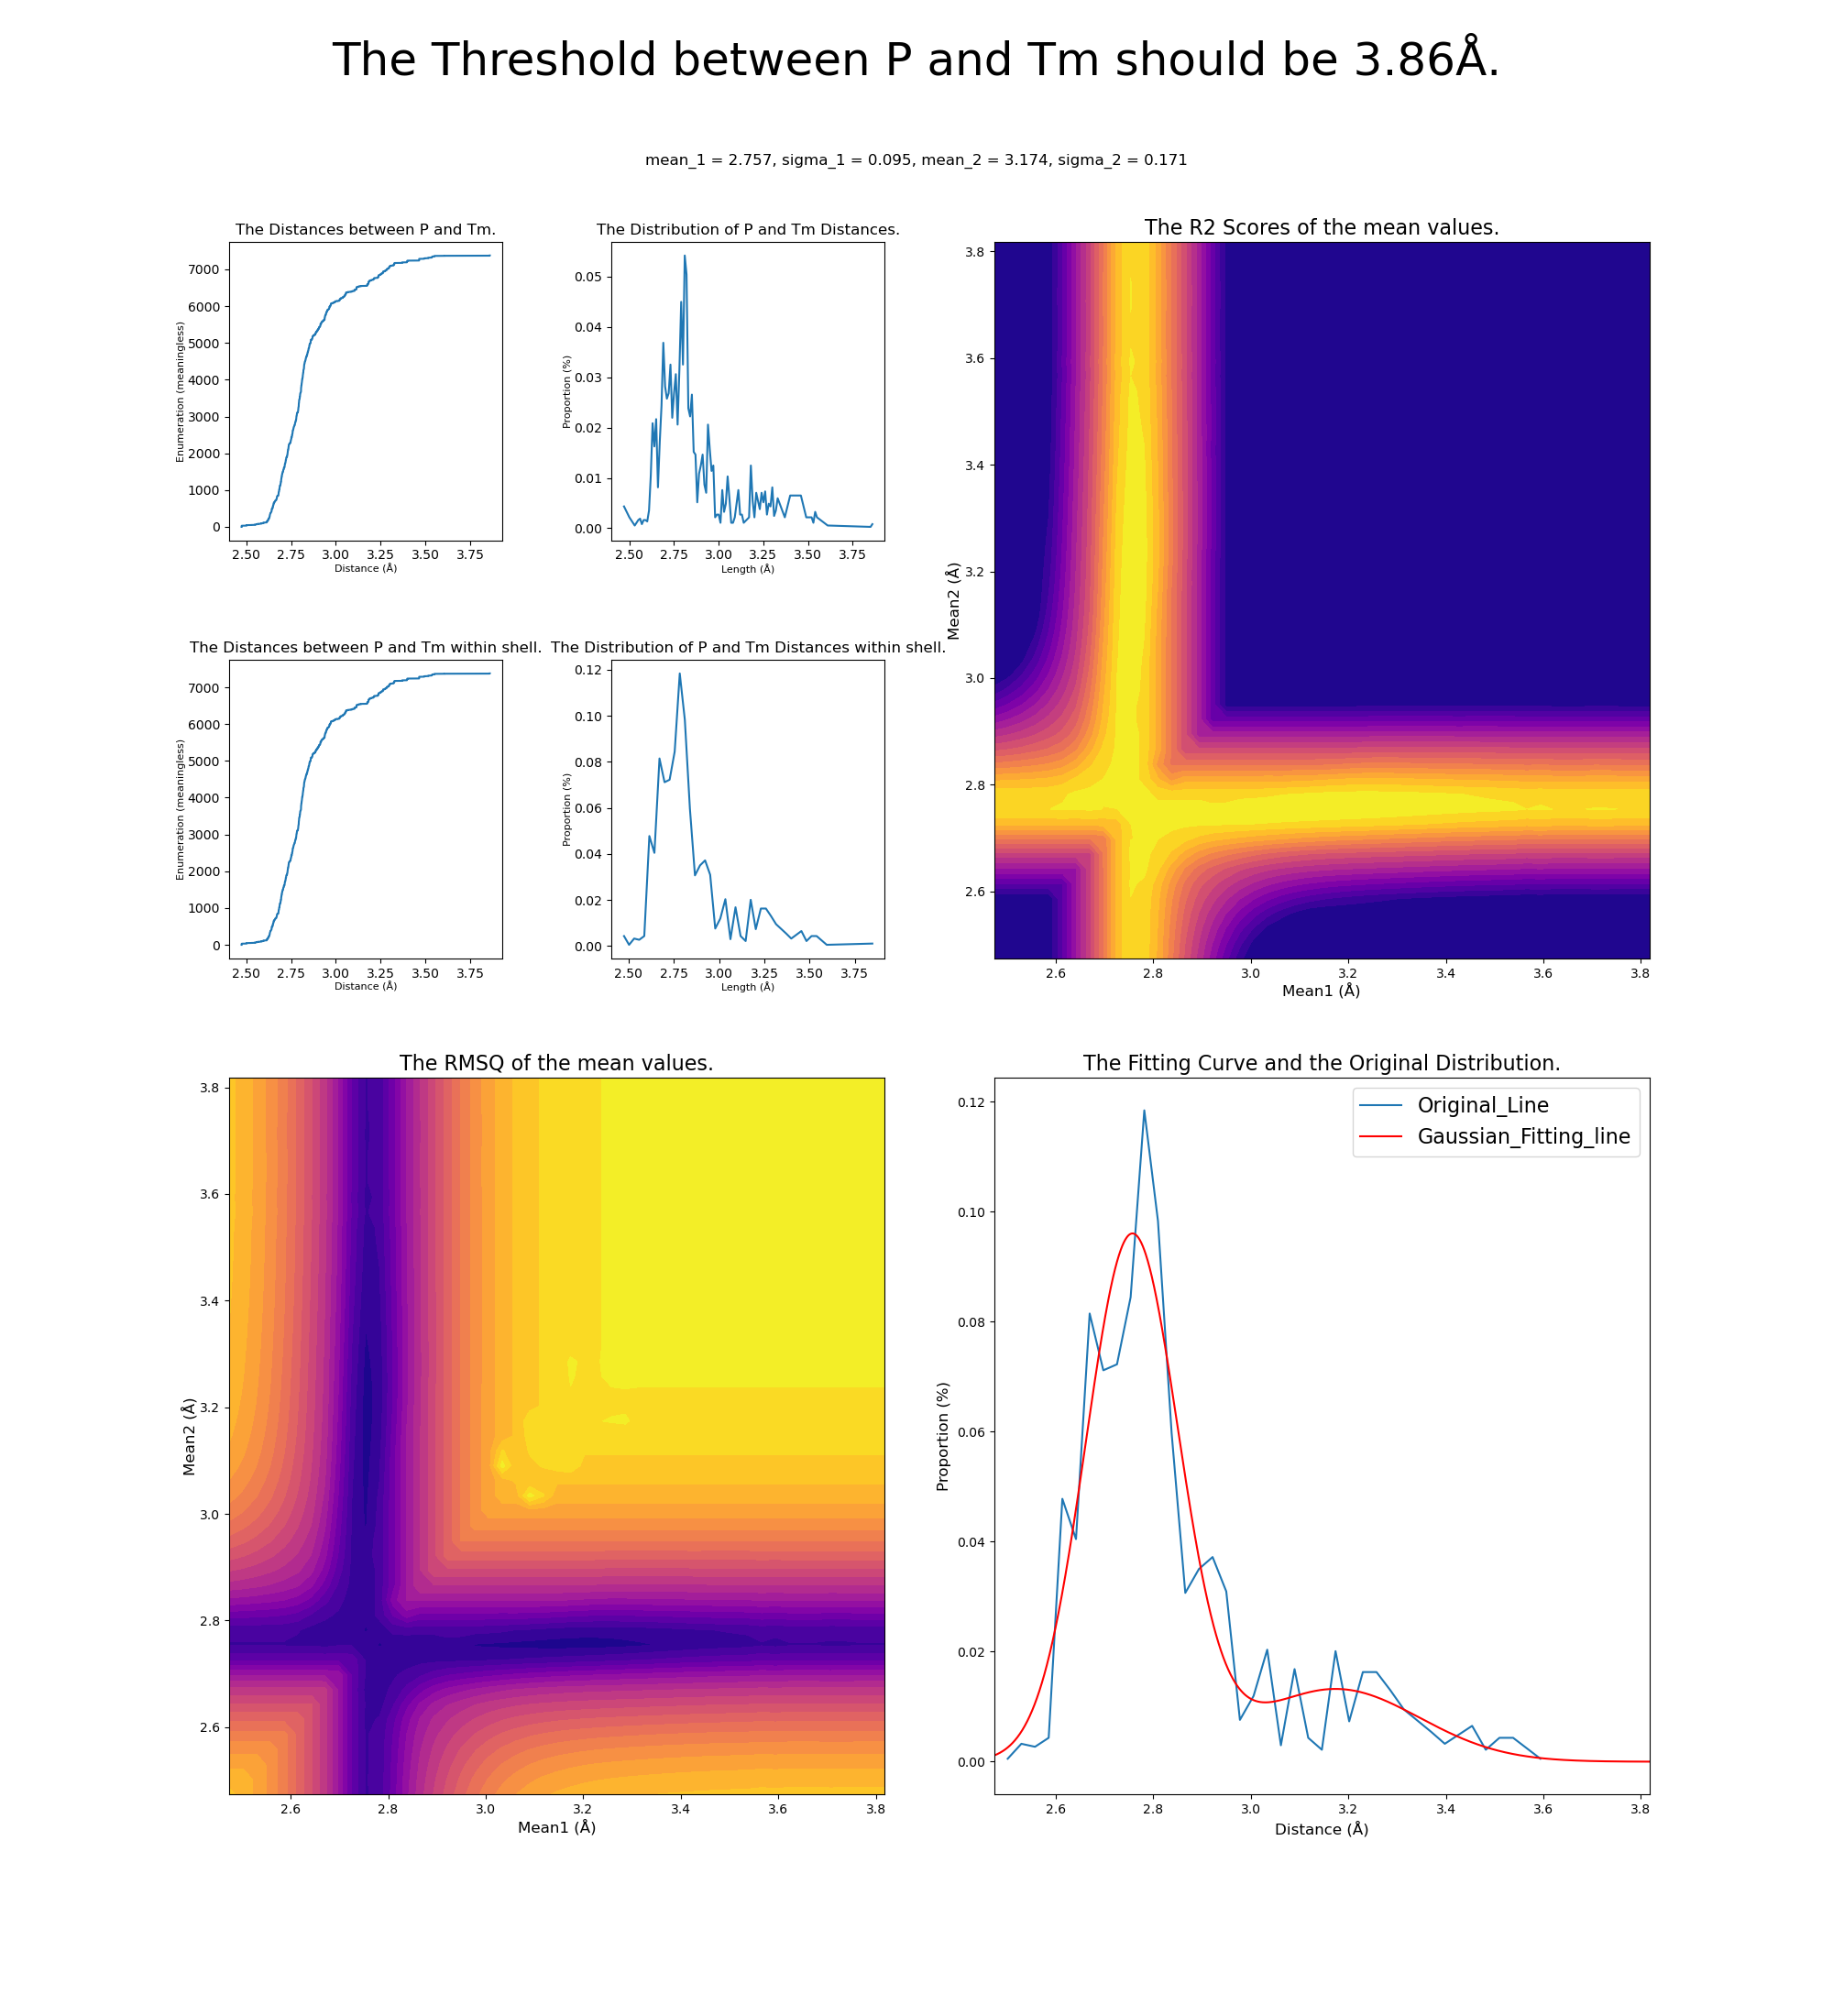 The Threshold between P and Tm should be 3.86Å.
mean_1 = 2.757, sigma_1 = 0.095, mean_2 = 3.174, sigma_2 = 0.171
The Distances between P and Tm.
Enumeration (meaningless)
7000
6000
5000
4000
3000
2000
1000
0
2.50 2.75 3.00 3.25 3.50 3.75
Distance (Å)
The Distribution of P and Tm Distances.
Proportion (%)
0.05
0.04
0.03
0.02
0.01
0.00
2.50 2.75 3.00 3.25 3.50 3.75
Length (Å)
The R2 Scores of the mean values.
Mean2 (Å)
3.8
3.6
3.4
3.2
3.0
2.8
2.6
2.6 2.8 3.0 3.2 3.4 3.6 3.8
Mean1 (Å)
The Distances between P and Tm within shell.
Enumeration (meaningless)
7000
6000
5000
4000
3000
2000
1000
0
2.50 2.75 3.00 3.25 3.50 3.75
Distance (Å)
The Distribution of P and Tm Distances within shell.
Proportion (%)
0.12
0.10
0.08
0.06
0.04
0.02
0.00
2.50 2.75 3.00 3.25 3.50 3.75
Length (Å)
The RMSQ of the mean values.
Mean2 (Å)
3.8
3.6
3.4
3.2
3.0
2.8
2.6
2.6 2.8 3.0 3.2 3.4 3.6 3.8
Mean1 (Å)
The Fitting Curve and the Original Distribution.
Original_Line
Gaussian_Fitting_line
Proportion (%)
0.12
0.10
0.08
0.06
0.04
0.02
0.00
2.6 2.8 3.0 3.2 3.4 3.6 3.8
Distance (Å)